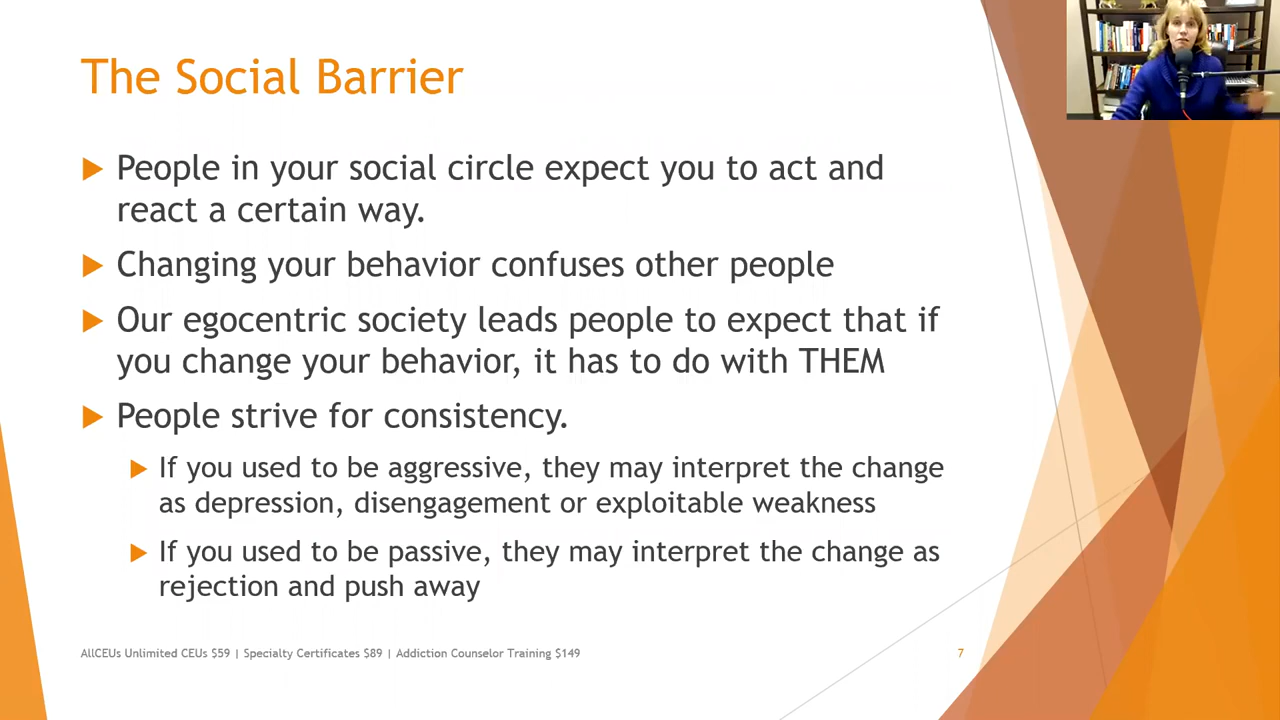 The Social Barrier
People in your social circle expect you to act and
react a certain way.
Changing your behavior confuses other people
Our egocentric society leads people to expect that if
you change your behavior, it has to do with THEM
People strive for consistency.
If you used to be aggressive, they may interpret the change
as depression, disengagement or exploitable weakness
If you used to be passive, they may interpret the change as
rejection and push away
AllCEUs Unlimited CEUs $59 | Specialty Certificates $89 | Addiction Counselor Training $149
7